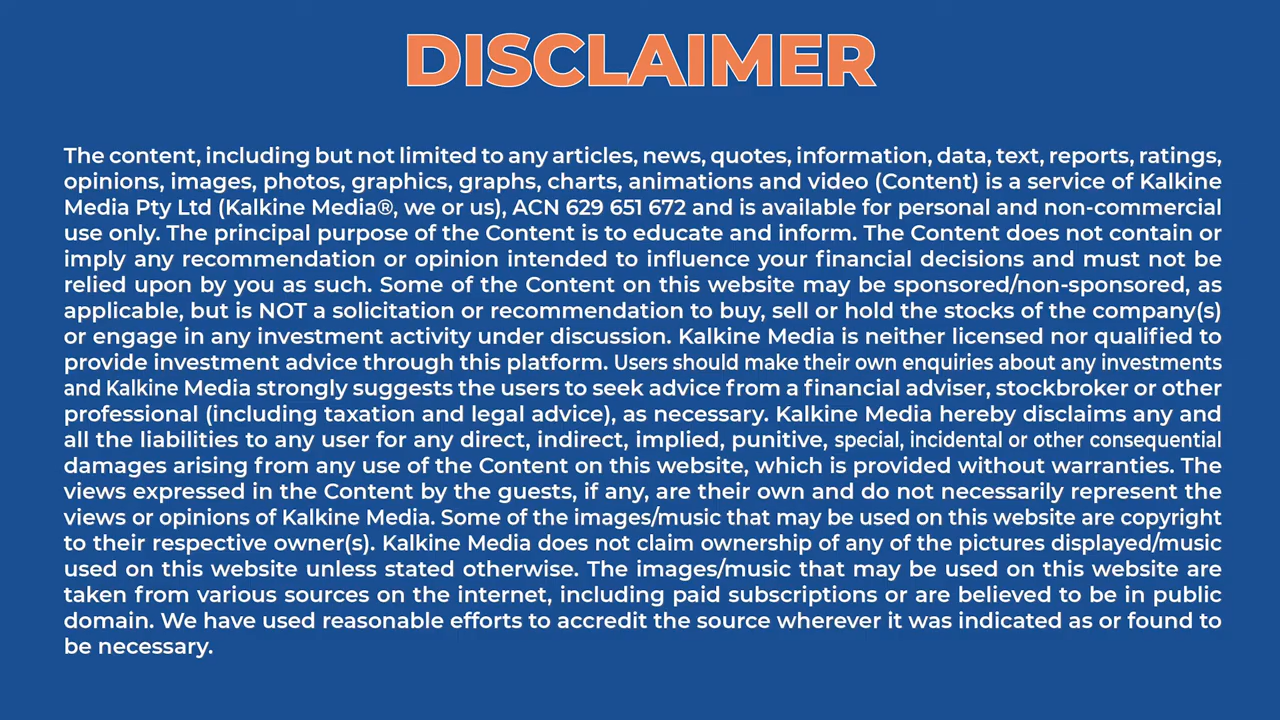 DISCLAIMER
The content, including but not limited to any articles, news, quotes, information, data, text, reports, ratings,
opinions, images, photos, graphics, graphs, charts, animations and video (Content) is a service of Kalkine
Media Pty Ltd (Kalkine Media®, we or us), ACN 629 651 672 and is available for personal and non-commercial
use only. The principal purpose of the Content is to educate and inform. The Content does not contain or
imply any recommendation or opinion intended to influence your financial decisions and must not be
relied upon by you as such. Some of the Content on this website may be sponsored/non-sponsored, as
applicable, but is NOT a solicitation or recommendation to buy, sell or hold the stocks of the company(s)
or engage in any investment activity under discussion. Kalkine Media is neither licensed nor qualified to
provide investment advice through this platform. Users should make their own enquiries about any investments
and Kalkine Media strongly suggests the users to seek advice from a financial adviser, stockbroker or other
professional (including taxation and legal advice), as necessary. Kalkine Media hereby disclaims any and
all the liabilities to any user for any direct, indirect, implied, punitive, special, incidental or other consequential
damages arising from any use of the Content on this website, which is provided without warranties. The
views expressed in the Content by the guests, if any, are their own and do not necessarily represent the
views or opinions of Kalkine Media. Some of the images/music that may be used on this website are copyright
to their respective owner(s). Kalkine Media does not claim ownership of any of the pictures displayed/music
used on this website unless stated otherwise. The images/music that may be used on this website are
taken from various sources on the internet, including paid subscriptions or are believed to be in public
domain. We have used reasonable efforts to accredit the source wherever it was indicated as or found to
be necessary.